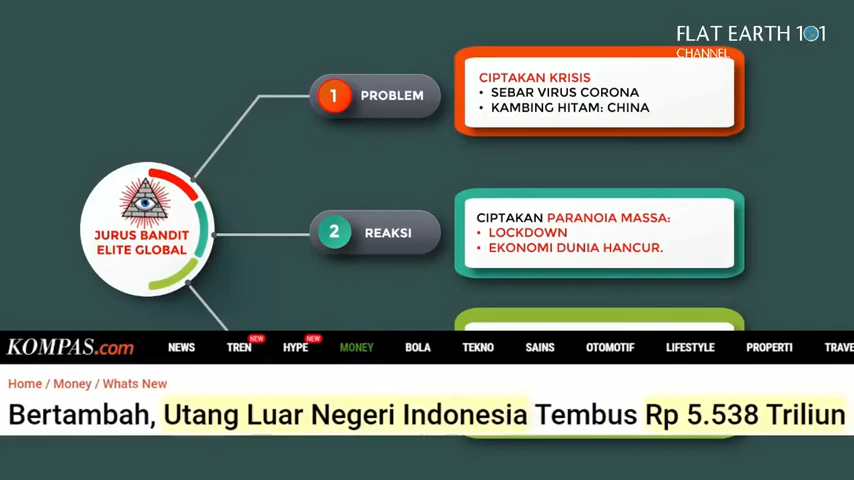 FLAT EARTH 101
CHANNEL
1 PROBLEM
CIPTAKAN KRISIS
• SEBAR VIRUS CORONA
• KAMBING HITAM: CHINA
JURUS BANDIT
ELITE GLOBAL
2 REAKSI
CIPTAKAN PARANOIA MASSA:
• LOCKDOWN
• EKONOMI DUNIA HANCUR.
KOMPAS.com NEWS TREN NEW HYPE NEW MONEY BOLA TEKNO SAINS OTOMOTIF LIFESTYLE PROPERTI TRAVE
Home / Money / Whats New
Bertambah, Utang Luar Negeri Indonesia Tembus Rp 5.538 Triliun